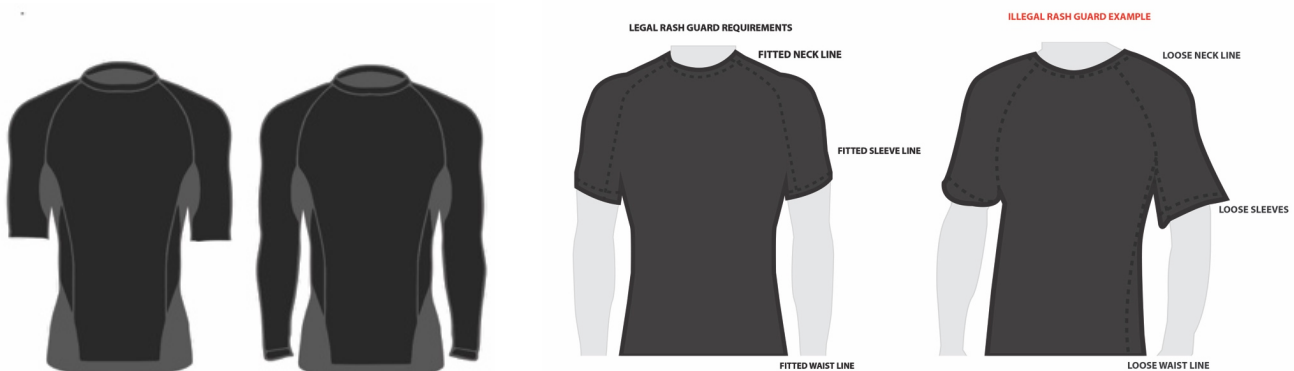 LEGAL RASH GUARD REQUIREMENTS
FITTED NECK LINE
FITTED SLEEVE LINE
FITTED WAIST LINE
ILLEGAL RASH GUARD EXAMPLE
LOOSE NECK LINE
LOOSE SLEEVES
LOOSE WAIST LINE